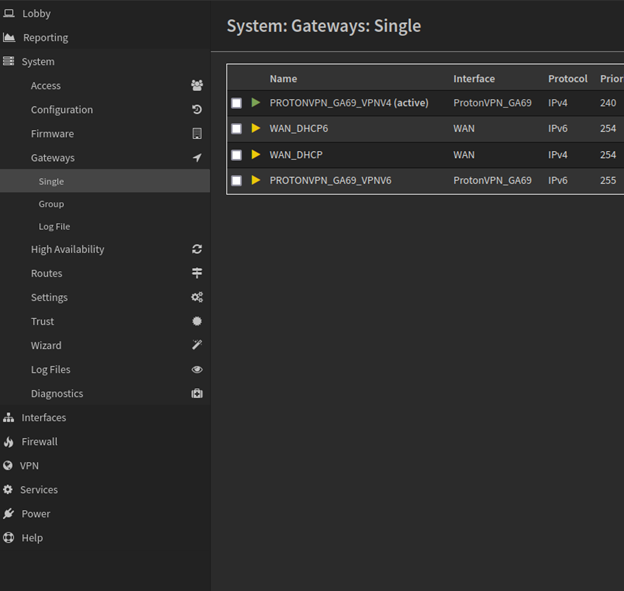 Lobby
Reporting
System
Access
Configuration
Firmware
Gateways
Single
Group
Log File
High Availability
Routes
Settings
Trust
Wizard
Log Files
Diagnostics
Interfaces
Firewall
VPN
Services
Power
Help
System: Gateways: Single
Name Interface Protocol Prior
PROTONVPN_GA69_VPNV4 (active) ProtonVPN_GA69 IPv4 240
WAN_DHCP6 WAN IPv6 254
WAN_DHCP WAN IPv4 254
PROTONVPN_GA69_VPNV6 ProtonVPN_GA69 IPv6 255